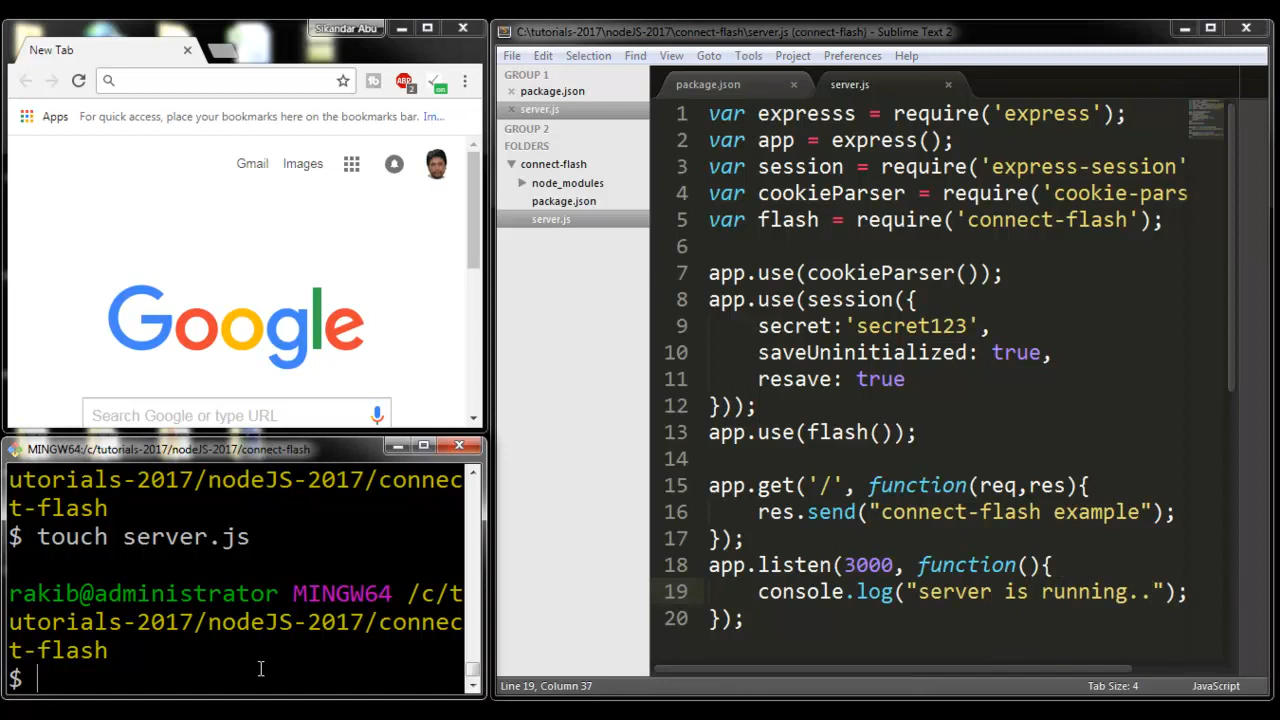 Sikandar Abu
New Tab
ABP
2
on
Apps For quick access, place your bookmarks here on the bookmarks bar. Im...
Gmail Images
Google
Search Google or type URL
MINGW64:/c/tutorials-2017/nodeJS-2017/connect-flash
utorials-2017/nodeJS-2017/connec
t-flash
$ touch server.js
rakib@administrator MINGW64 /c/t
utorials-2017/nodeJS-2017/connec
t-flash
$
C:\tutorials-2017\nodeJS-2017\connect-flash\server.js (connect-flash) - Sublime Text 2
File Edit Selection Find View Goto Tools Project Preferences Help
GROUP 1
package.json
server.js
GROUP 2
FOLDERS
connect-flash
node_modules
package.json
server.js
package.json server.js
1 var expresss = require('express');
2 var app = express();
3 var session = require('express-session'
4 var cookieParser = require('cookie-pars
5 var flash = require('connect-flash');
6
7 app.use(cookieParser());
8 app.use(session({
9 secret:'secret123',
10 saveUninitialized: true,
11 resave: true
12 }));
13 app.use(flash());
14
15 app.get('/', function(req,res){
16 res.send("connect-flash example");
17 });
18 app.listen(3000, function(){
19 console.log("server is running..");
20 });
Line 19, Column 37 Tab Size: 4 JavaScript